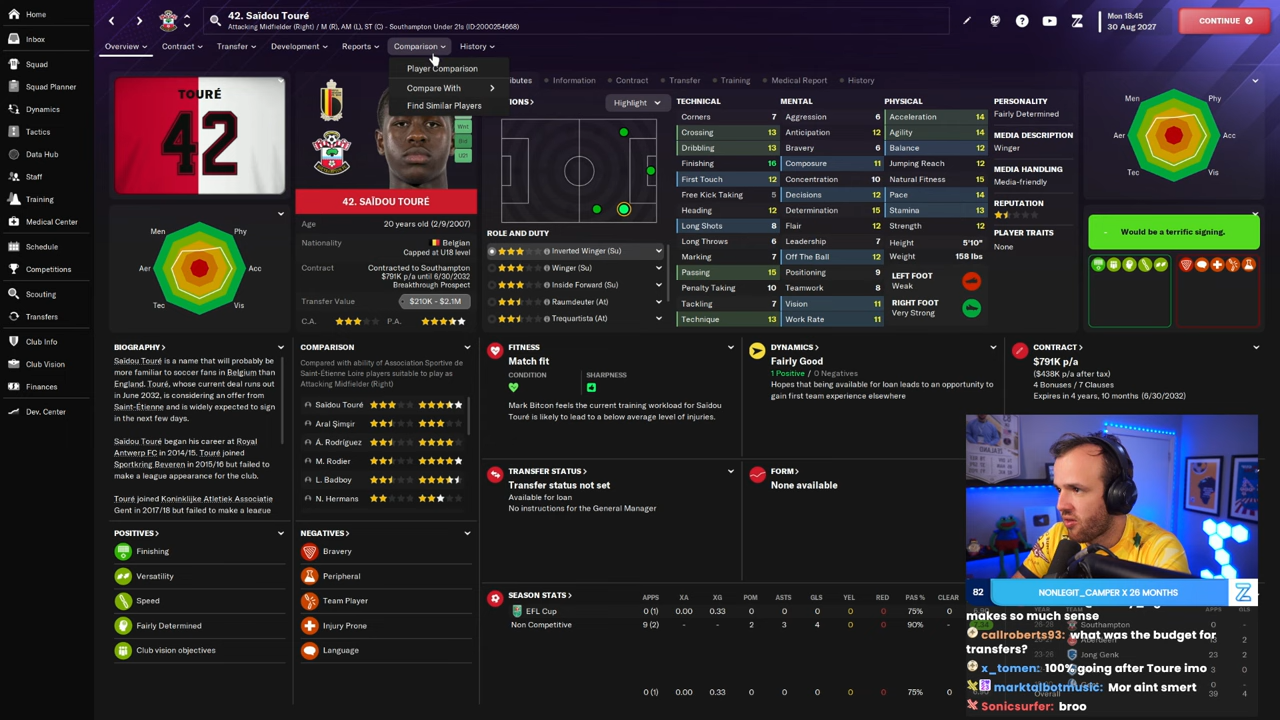 Home
Inbox
Squad
Squad Planner
Dynamics
Tactics
Data Hub
Staff
Training
Medical Center
Schedule
Competitions
Scouting
Transfers
Club Info
Club Vision
Finances
Dev. Center
42. Saïdou Touré
Attacking Midfielder (Right) / M (R), AM (L), ST (C) - Southampton Under 21s (ID:2000254668)
Mon 18:45
30 Aug 2027
CONTINUE
Overview
Contract
Transfer
Development
Reports
Comparison
History
Player Comparison
Compare With
Find Similar Players
Information
Contract
Transfer
Training
Medical Report
History
TOURÉ
42
42. SAÏDOU TOURÉ
Age 20 years old (2/9/2007)
Nationality Belgian
Capped at U18 level
Contract Contracted to Southampton
$791K p/a until 6/30/2032
Breakthrough Prospect
Transfer Value $210K - $2.1M
C.A. P.A.
Men Phy
Aer Acc
Tec Vis
Highlight
ROLE AND DUTY
Inverted Winger (Su)
Winger (Su)
Inside Forward (Su)
Raumdeuter (At)
Trequartista (At)
TECHNICAL
Corners 7
Crossing 13
Dribbling 13
Finishing 16
First Touch 12
Free Kick Taking 5
Heading 12
Long Shots 8
Long Throws 6
Marking 7
Passing 15
Penalty Taking 10
Tackling 7
Technique 13
MENTAL
Aggression 6
Anticipation 12
Bravery 6
Composure 11
Concentration 10
Decisions 12
Determination 15
Flair 12
Leadership 7
Off The Ball 12
Positioning 9
Teamwork 8
Vision 11
Work Rate 11
PHYSICAL
Acceleration 14
Agility 14
Balance 12
Jumping Reach 12
Natural Fitness 15
Pace 14
Stamina 13
Strength 12
Height 5'10"
Weight 158 lbs
LEFT FOOT
Weak
RIGHT FOOT
Very Strong
PERSONALITY
Fairly Determined
MEDIA DESCRIPTION
Winger
MEDIA HANDLING
Media-friendly
REPUTATION
PLAYER TRAITS
None
Men Phy
Aer Acc
Tec Vis
- Would be a terrific signing.
BIOGRAPHY
Saïdou Touré is a name that will probably be
more familiar to soccer fans in Belgium than
England. Touré, whose current deal runs out
in June 2032, is considering an offer from
Saint-Étienne and is widely expected to sign
in the next few days.
Saïdou Touré began his career at Royal
Antwerp FC in 2014/15. Touré joined
Sportkring Beveren in 2015/16 but failed to
make a league appearance for the club.
Touré joined Koninklijke Atletiek Associatie
Gent in 2017/18 but failed to make a league
COMPARISON
Compared with ability of Association Sportive de
Saint-Étienne Loire players suitable to play as
Attacking Midfielder (Right)
Saïdou Touré
Aral Şimşir
Á. Rodríguez
M. Rodier
L. Badboy
N. Hermans
FITNESS
Match fit
CONDITION
SHARPNESS
Mark Bitcon feels the current training workload for Saïdou
Touré is likely to lead to a below average level of injuries.
DYNAMICS
Fairly Good
1 Positive / 0 Negatives
Hopes that being available for loan leads to an opportunity to
gain first team experience elsewhere
CONTRACT
$791K p/a
($438K p/a after tax)
4 Bonuses / 7 Clauses
Expires in 4 years, 10 months (6/30/2032)
TRANSFER STATUS
Transfer status not set
Available for loan
No instructions for the General Manager
FORM
None available
POSITIVES
Finishing
Versatility
Speed
Fairly Determined
Club vision objectives
NEGATIVES
Bravery
Peripheral
Team Player
Injury Prone
Language
SEASON STATS APPS XA XG POM ASTS GLS YEL RED PAS % CLEAR
EFL Cup 0 (1) 0.00 0.33 0 0 0 0 0 75% 0
Non Competitive 9 (2) - - 2 3 4 0 0 90% -
0 (1) 0.00 0.33 0 0 0 0 0 75% 0
82 NONLEGIT_CAMPER X 26 MONTHS
makes so much sense
callroberts93: what was the budget for
transfers?
x_tomen: 100% going after Toure imo
marktalbotmusic: Mor aint smert
Sonicsurfer: broo